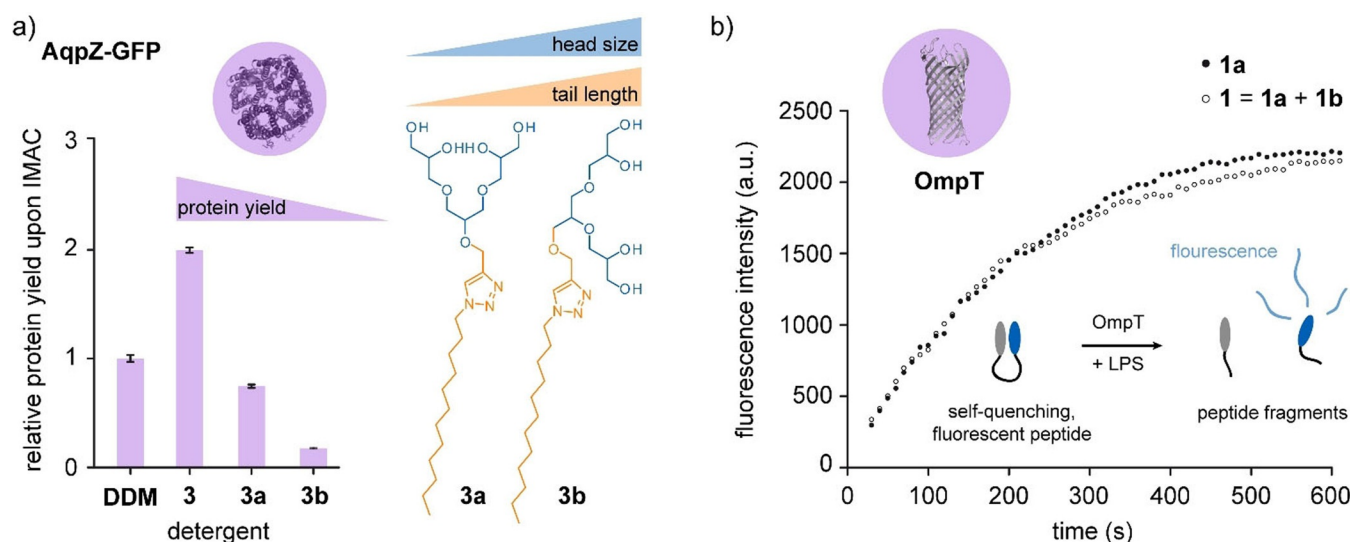 a)
AqpZ-GFP
head size
tail length
3
2
1
0
relative protein yield upon IMAC
protein yield
DDM
3
3a
3b
detergent
OH
OH
OHHO
OH
O
O
O
N
N
N
3a
OH
OH
O
O
OH
O
OH
N
N
N
3b
b)
OmpT
1a
1 = 1a + 1b
2500
2000
1500
1000
500
0
fluorescence intensity (a.u.)
0
100
200
300
400
500
600
time (s)
flourescence
OmpT
+ LPS
self-quenching,
fluorescent peptide
peptide fragments